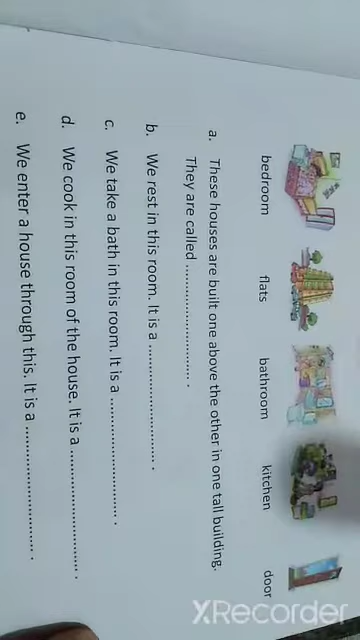 bedroom flats bathroom kitchen door
a. These houses are built one above the other in one tall building.
They are called ........................ .
b. We rest in this room. It is a ........................ .
c. We take a bath in this room. It is a ........................ .
d. We cook in this room of the house. It is a ........................ .
e. We enter a house through this. It is a ........................ .
XRecorder